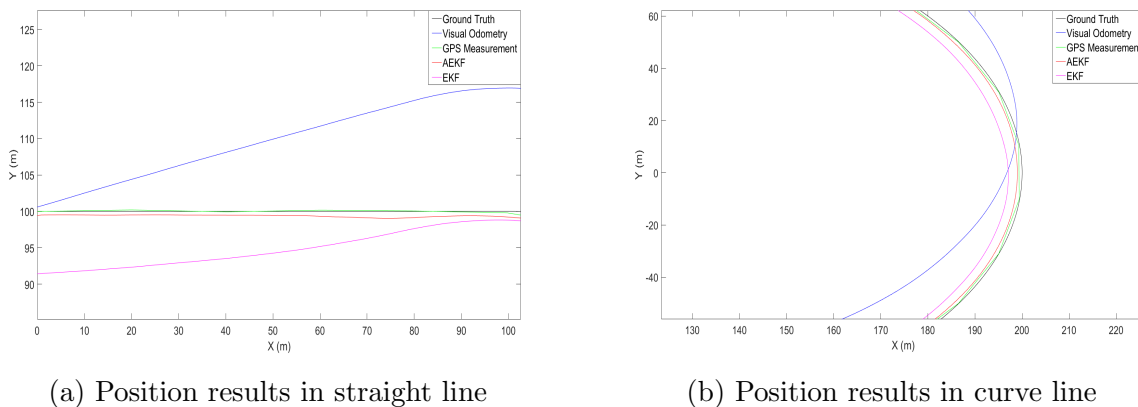 125
120
115
110
105
100
95
90
Y (m)
0 10 20 30 40 50 60 70 80 90 100
X (m)
Ground Truth
Visual Odometry
GPS Measurement
AEKF
EKF
(a) Position results in straight line
60
40
20
0
-20
-40
Y (m)
130 140 150 160 170 180 190 200 210 220
X (m)
Ground Truth
Visual Odometry
GPS Measurement
AEKF
EKF
(b) Position results in curve line